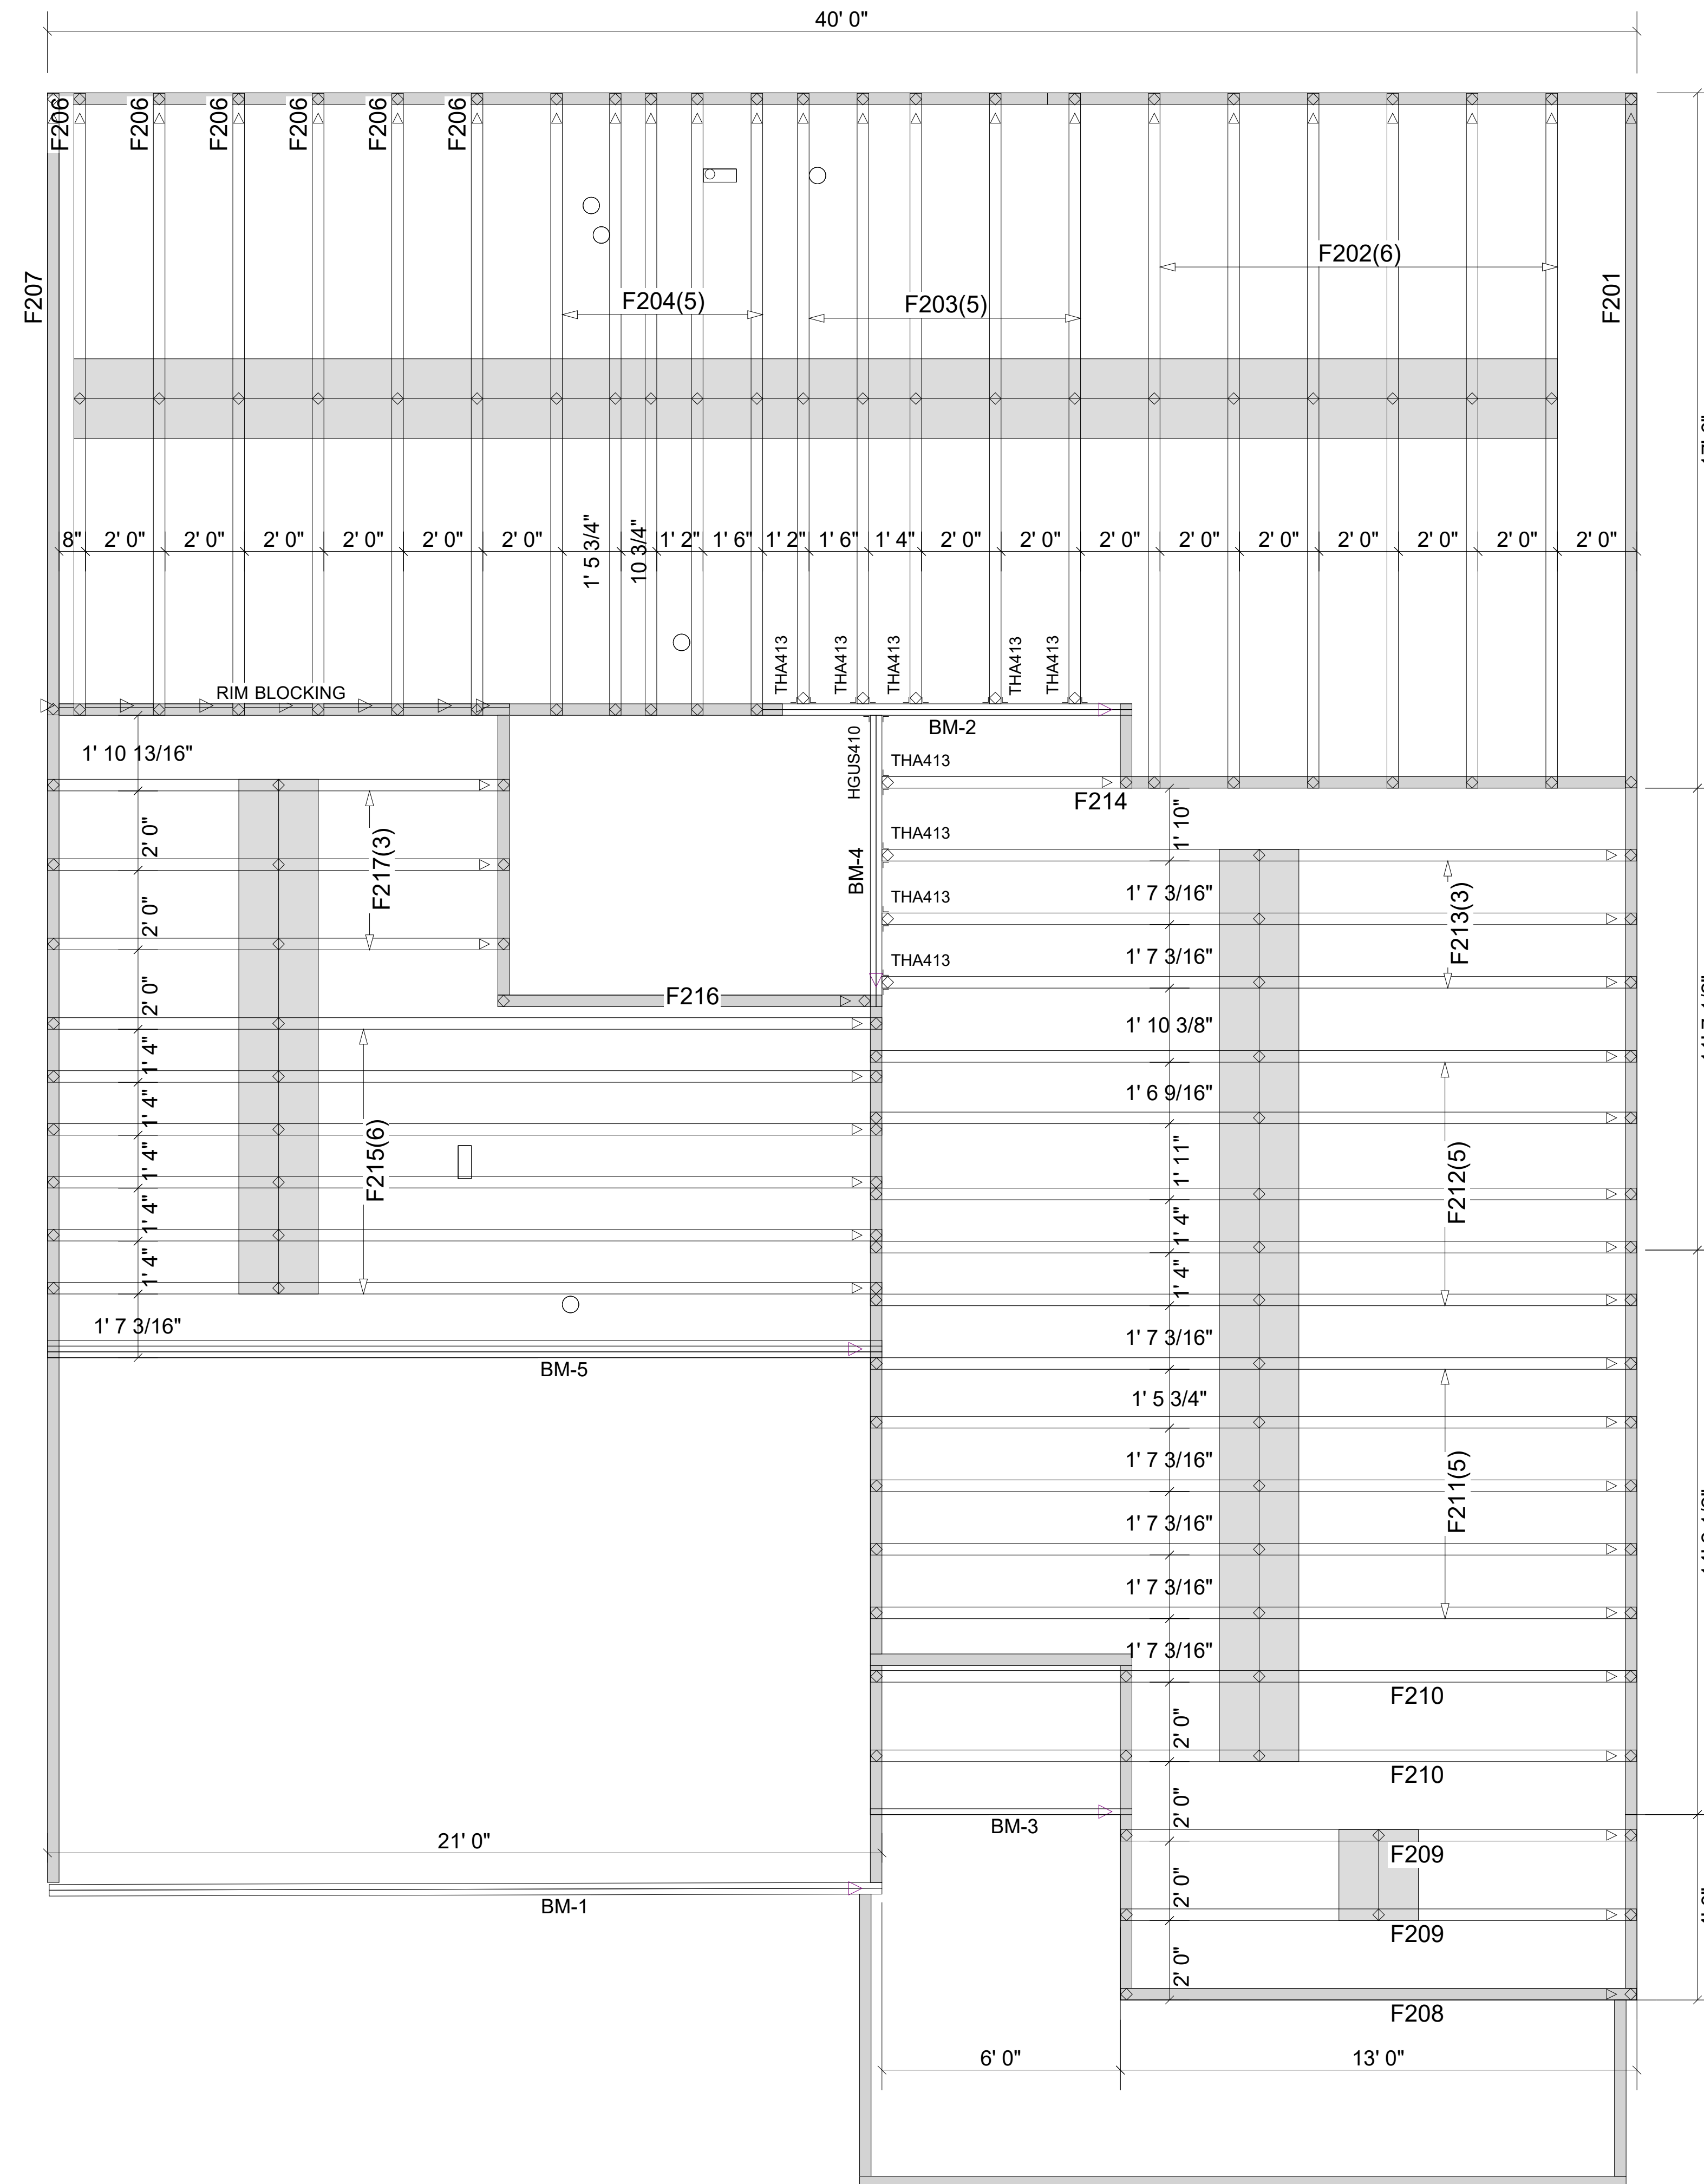 40' 0"
F206
F206
F206
F206
F206
F206
F207
F201
F202(6)
F204(5)
F203(5)
8"
2' 0"
2' 0"
2' 0"
2' 0"
2' 0"
2' 0"
1' 5 3/4"
10 3/4"
1' 2"
1' 6"
1' 2"
1' 6"
1' 4"
2' 0"
2' 0"
2' 0"
2' 0"
2' 0"
2' 0"
2' 0"
2' 0"
2' 0"
THA413
THA413
THA413
THA413
THA413
RIM BLOCKING
BM-2
1' 10 13/16"
HGUS410
THA413
F214
1' 10"
2' 0"
F217(3)
BM-4
THA413
1' 7 3/16"
THA413
F213(3)
2' 0"
1' 7 3/16"
THA413
2' 0"
F216
1' 10 3/8"
1' 4"
1' 4"
1' 4"
1' 4"
1' 4"
F215(6)
1' 6 9/16"
1' 11"
F212(5)
1' 4"
1' 4"
1' 7 3/16"
BM-5
1' 7 3/16"
1' 5 3/4"
1' 7 3/16"
F211(5)
1' 7 3/16"
1' 7 3/16"
1' 7 3/16"
F210
2' 0"
F210
2' 0"
BM-3
21' 0"
F209
BM-1
2' 0"
F209
2' 0"
F208
6' 0"
13' 0"